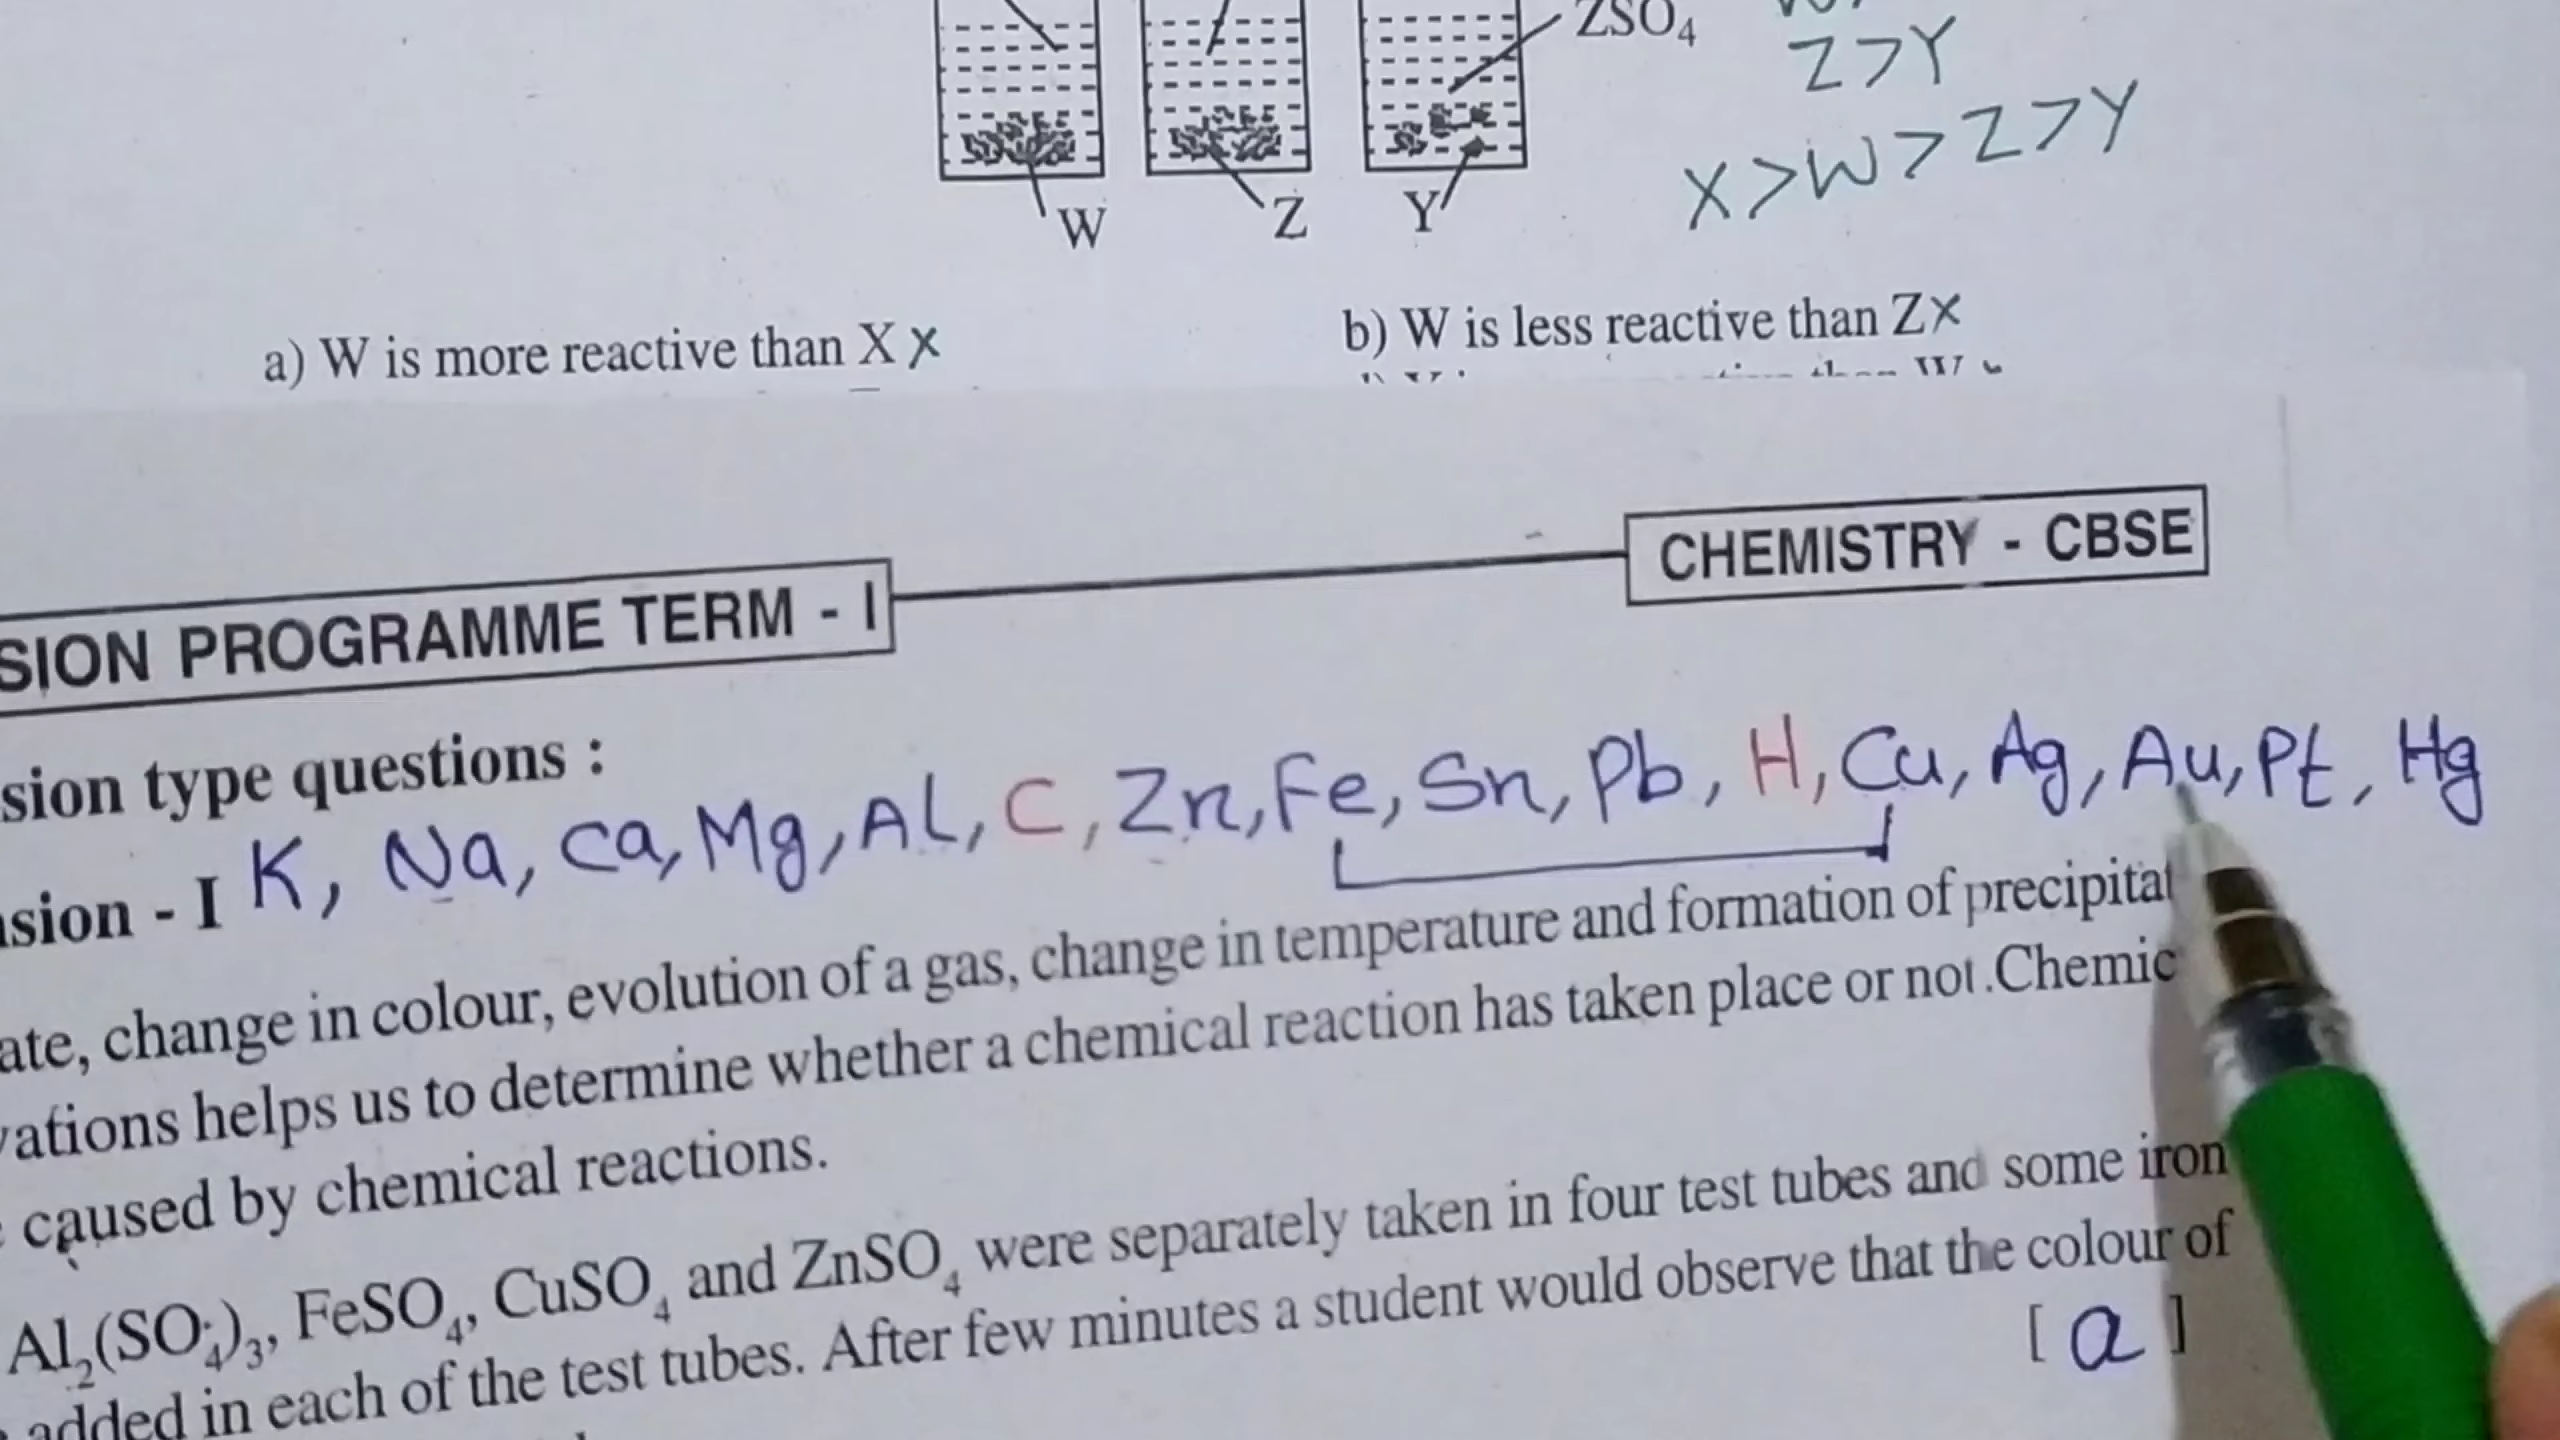 ZSO₄
Z>Y
X>W>Z>Y
W Z Y
a) W is more reactive than X x
b) W is less reactive than Z x
SION PROGRAMME TERM - I
CHEMISTRY - CBSE
sion type questions :
K, Na, Ca, Mg, Al, C, Zn, Fe, Sn, Pb, H, Cu, Ag, Au, Pt, Hg
sion - I
ate, change in colour, evolution of a gas, change in temperature and formation of precipitat
vations helps us to determine whether a chemical reaction has taken place or not .Chemic
caused by chemical reactions.
Al₂(SO₄)₃, FeSO₄, CuSO₄ and ZnSO₄ were separately taken in four test tubes and some iron
added in each of the test tubes. After few minutes a student would observe that the colour of
[ a ]